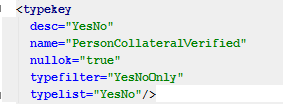 <typekey
desc="YesNo"
name="PersonCollateralVerified"
nullok="true"
typefilter="YesNoOnly"
typelist="YesNo"/>